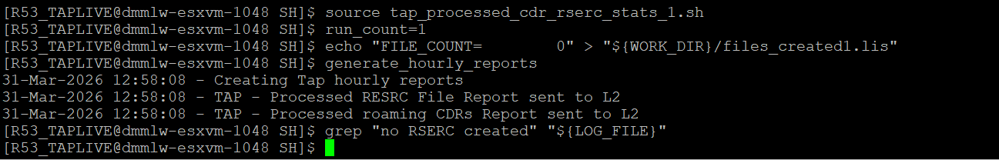 [R53_TAPLIVE@dmmlw-esxvm-1048 SH]$ source tap_processed_cdr_rserc_stats_1.sh
[R53_TAPLIVE@dmmlw-esxvm-1048 SH]$ run_count=1
[R53_TAPLIVE@dmmlw-esxvm-1048 SH]$ echo "FILE_COUNT=        0" > "${WORK_DIR}/files_created1.lis"
[R53_TAPLIVE@dmmlw-esxvm-1048 SH]$ generate_hourly_reports
31-Mar-2026 12:58:08 - Creating Tap hourly reports
31-Mar-2026 12:58:08 - TAP - Processed RESRC File Report sent to L2
31-Mar-2026 12:58:08 - TAP - Processed roaming CDRs Report sent to L2
[R53_TAPLIVE@dmmlw-esxvm-1048 SH]$ grep "no RSERC created" "${LOG_FILE}"
[R53_TAPLIVE@dmmlw-esxvm-1048 SH]$